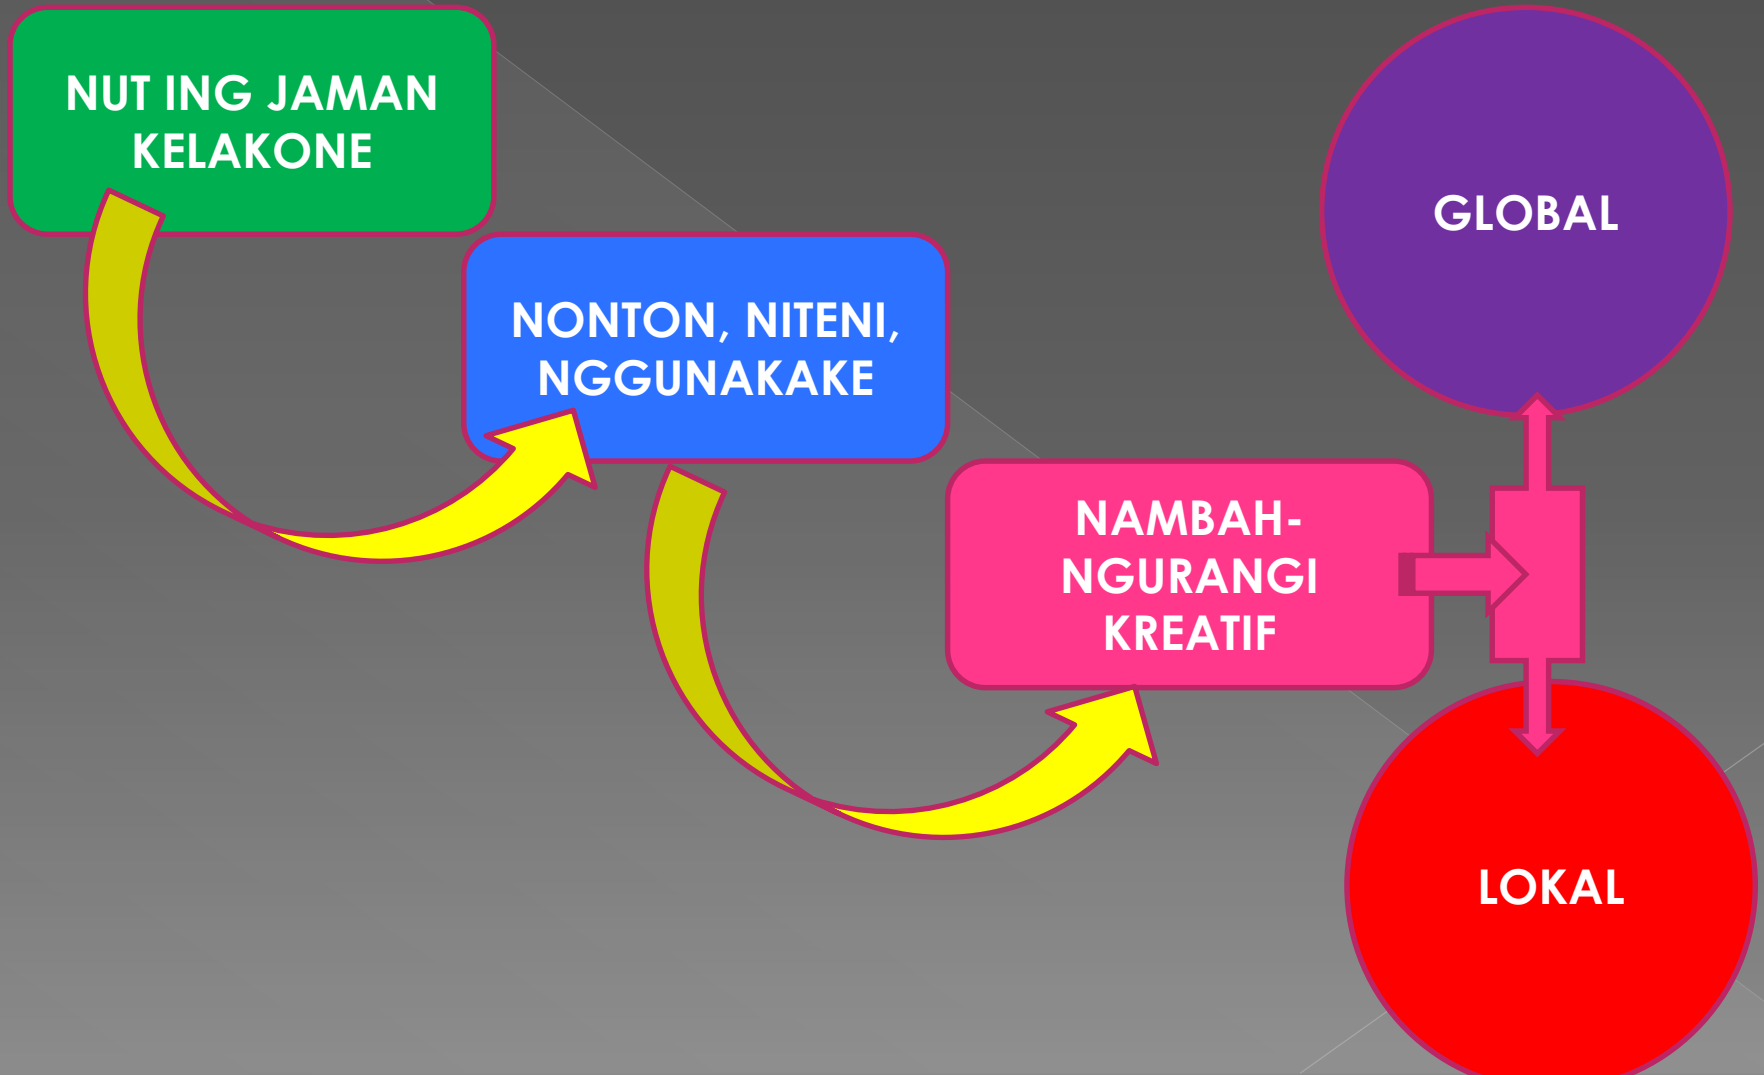 NUT ING JAMAN
KELAKONE
NONTON, NITENI,
NGGUNAKAKE
NAMBAH-
NGURANGI
KREATIF
GLOBAL
LOKAL